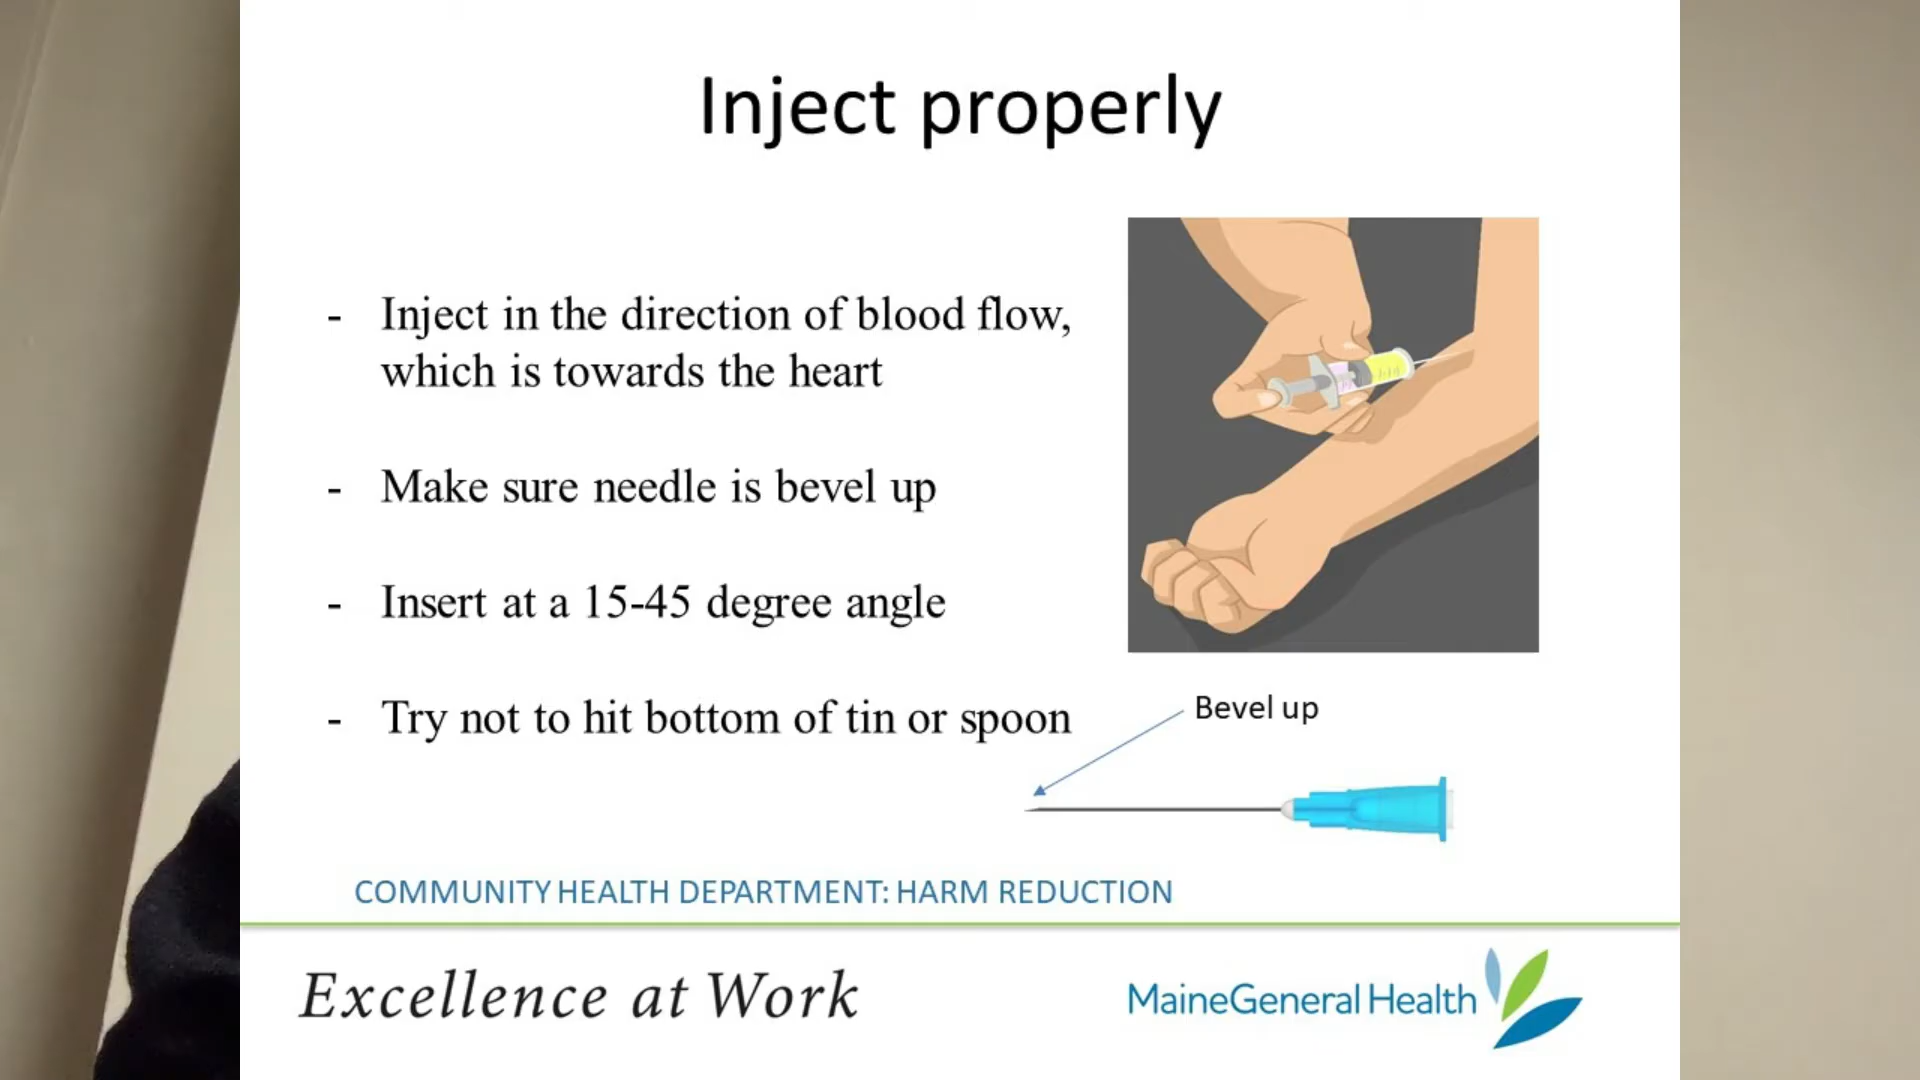 Inject properly
- Inject in the direction of blood flow,
which is towards the heart
- Make sure needle is bevel up
- Insert at a 15-45 degree angle
- Try not to hit bottom of tin or spoon
Bevel up
COMMUNITY HEALTH DEPARTMENT: HARM REDUCTION
Excellence at Work
MaineGeneral Health